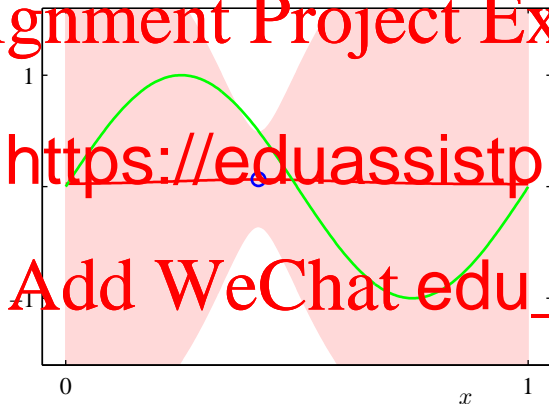 gnment Project Ex
1
https://eduassistp
Add WeChat edu_
0
1
x